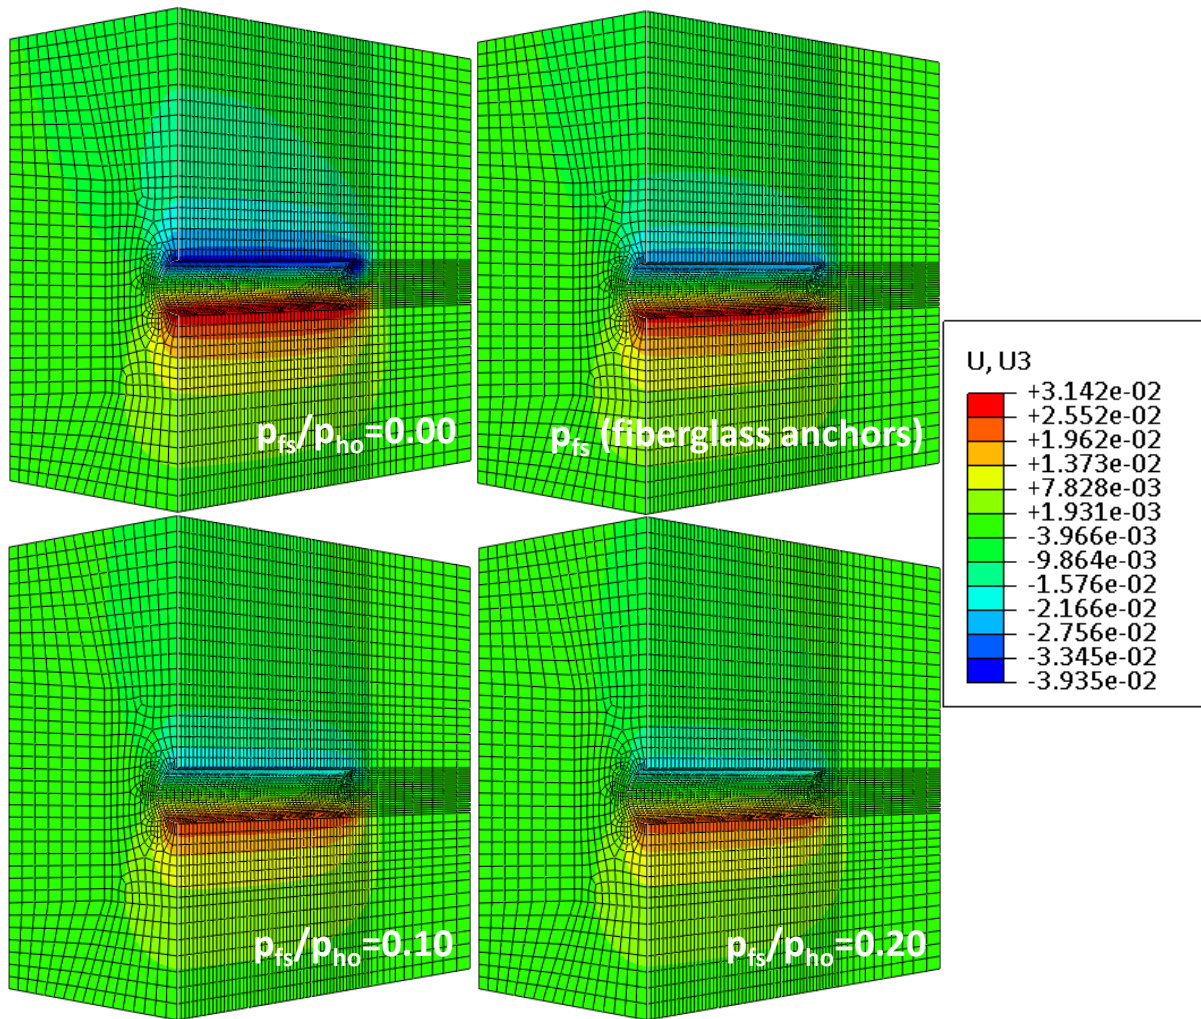 p_fs/p_ho=0.00
p_fs (fiberglass anchors)
U, U3
+3.142e-02
+2.552e-02
+1.962e-02
+1.373e-02
+7.828e-03
+1.931e-03
-3.966e-03
-9.864e-03
-1.576e-02
-2.166e-02
-2.756e-02
-3.345e-02
-3.935e-02
p_fs/p_ho=0.10
p_fs/p_ho=0.20